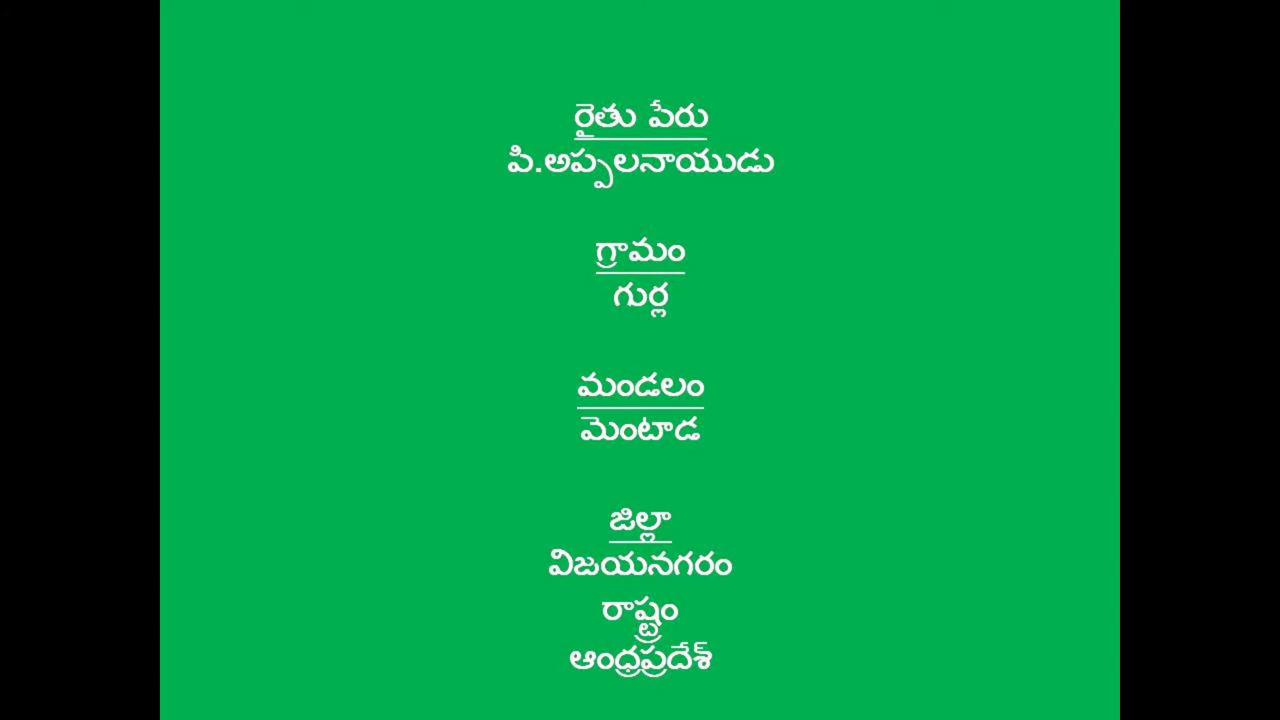 రైతు పేరు
పి.అప్పలనాయుడు
గ్రామం
గుర్ల
మండలం
మెంటాడ
జిల్లా
విజయనగరం
రాష్ట్రం
ఆంధ్రప్రదేశ్